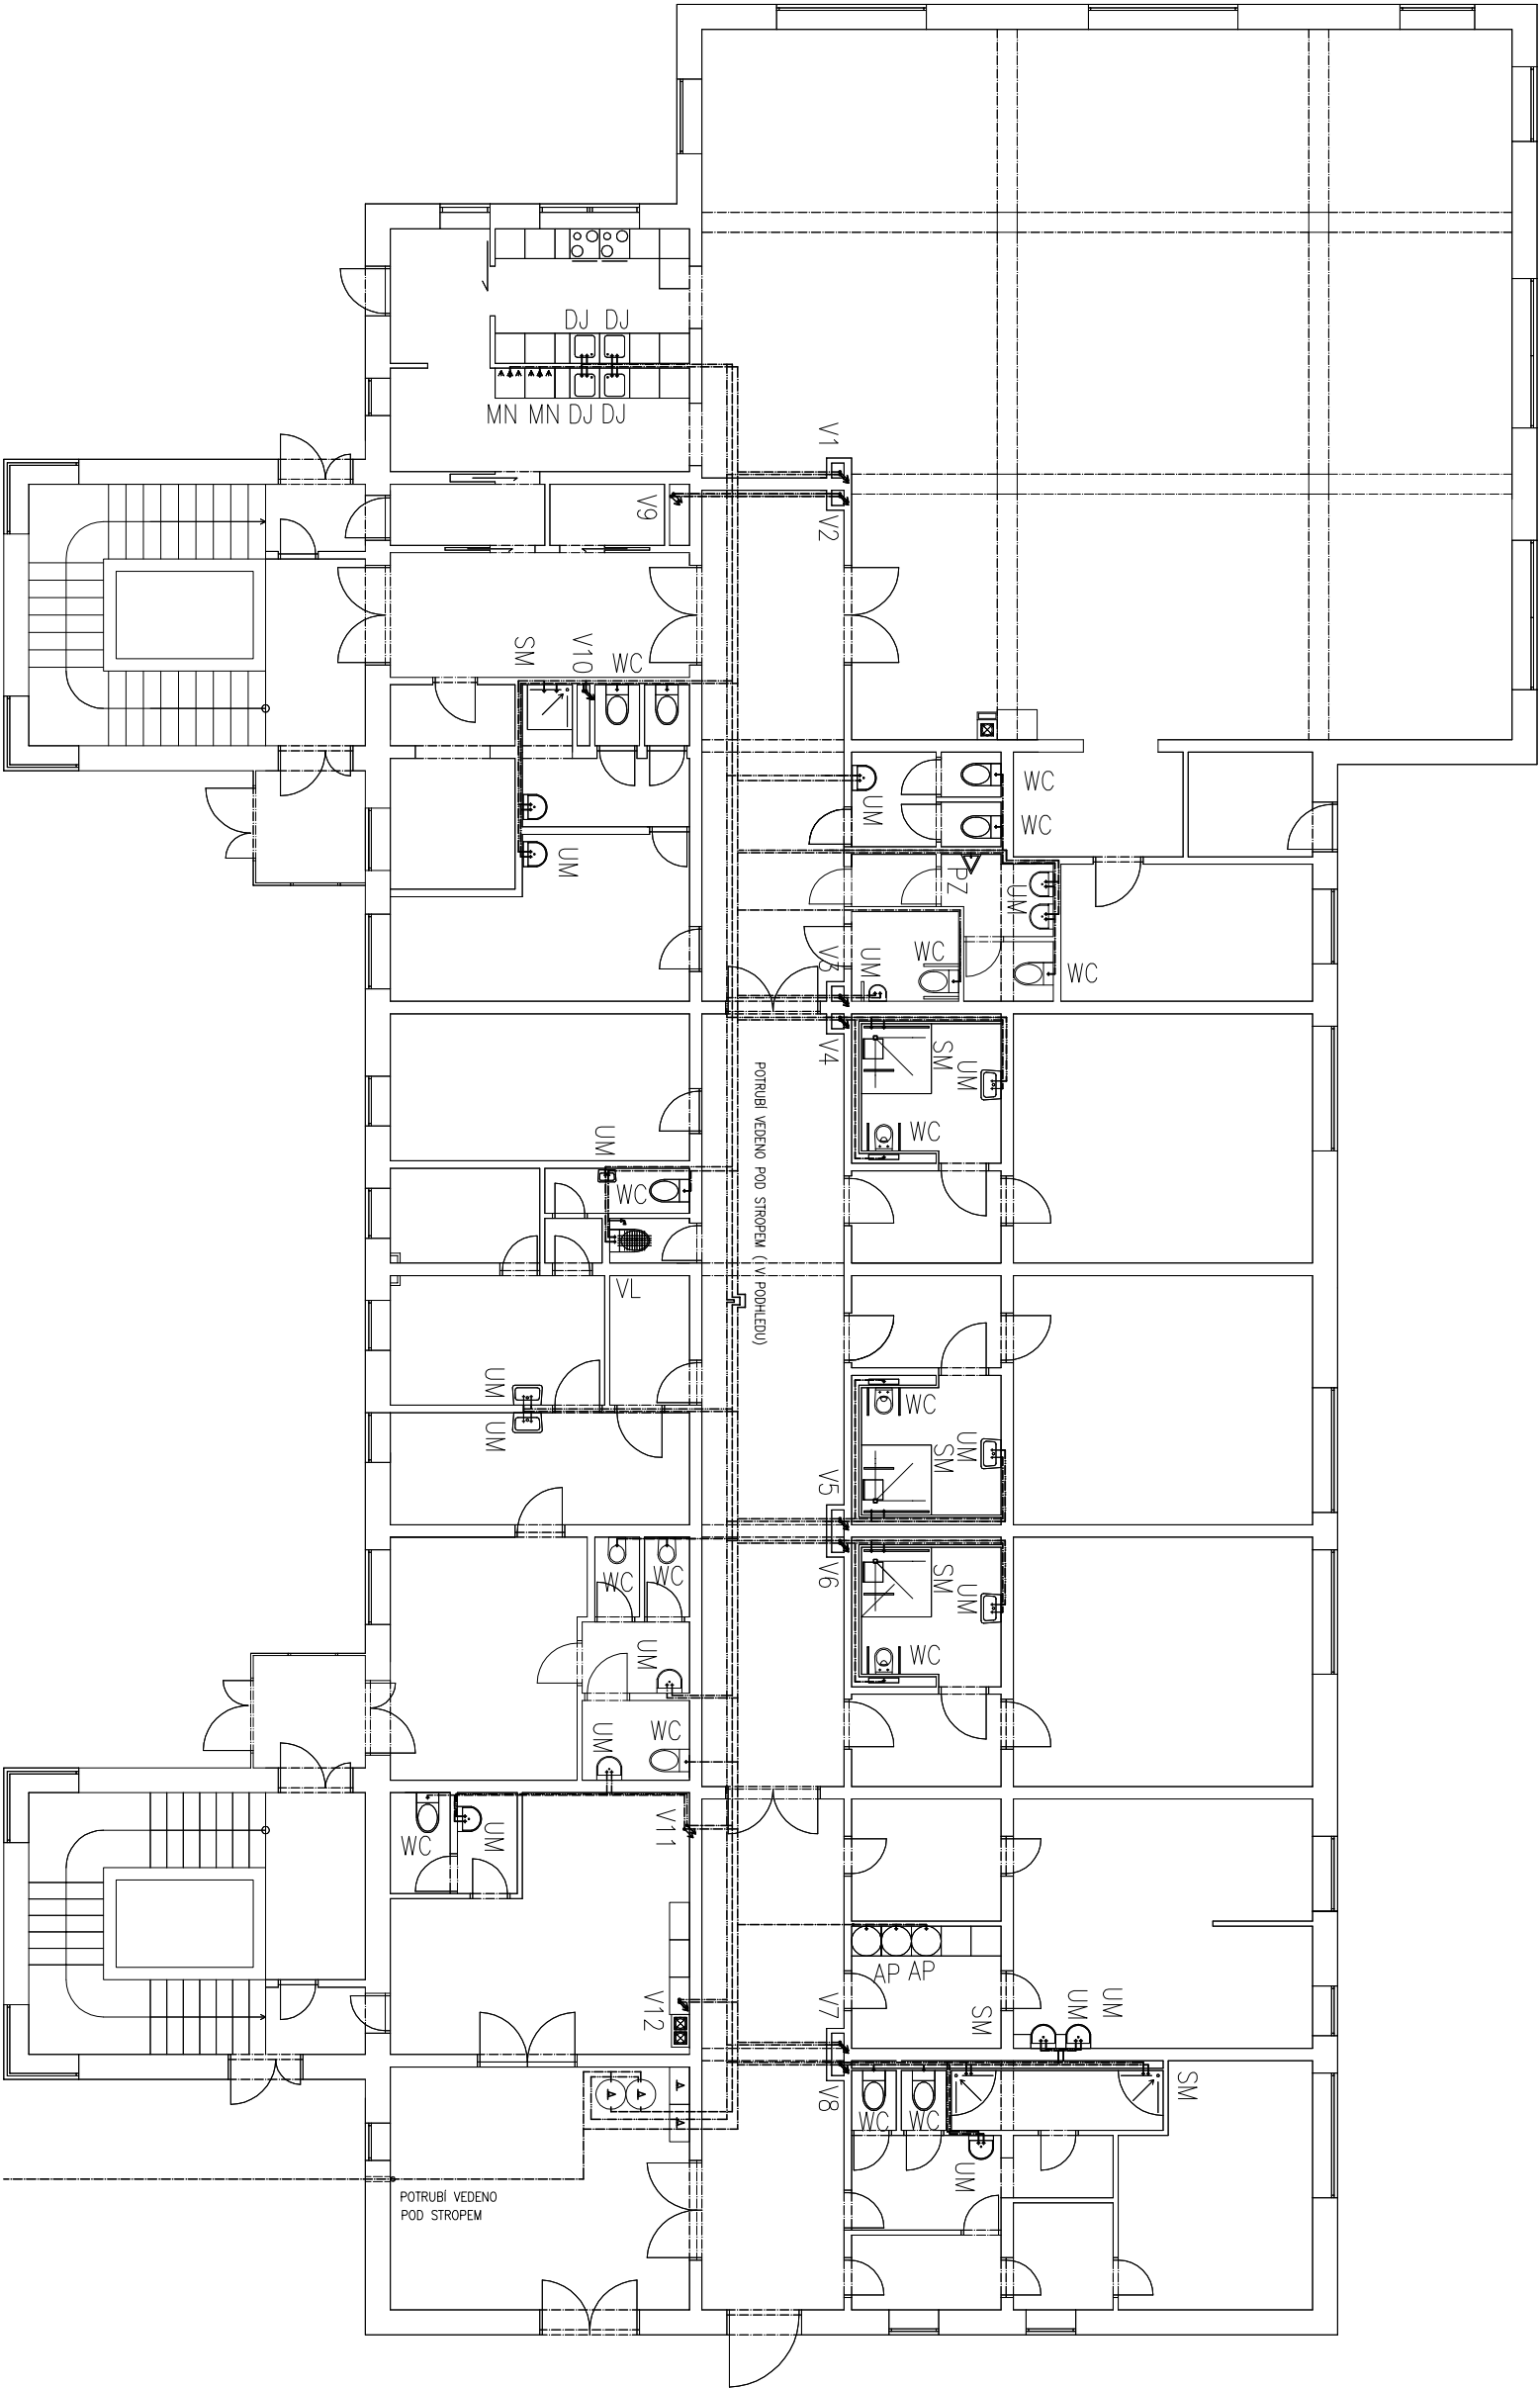 DJ DJ
MN MN DJ DJ
V1
V9
V2
SM
V10
WC
WC
UM
WC
UM
PZ
UM
WC
UM
V3
WC
V4
SM
UM
POTRUBÍ VEDENO POD STROPEM ( V PODHLEDU)
UM
WC
WC
VL
UM
WC
UM
UM
SM
V5
WC
WC
V6
SM
UM
UM
WC
WC
UM
V11
WC
UM
AP AP
V12
V7
SM
UM
UM
SM
V8
WC
WC
A
A
A
A
UM
POTRUBÍ VEDENO
POD STROPEM